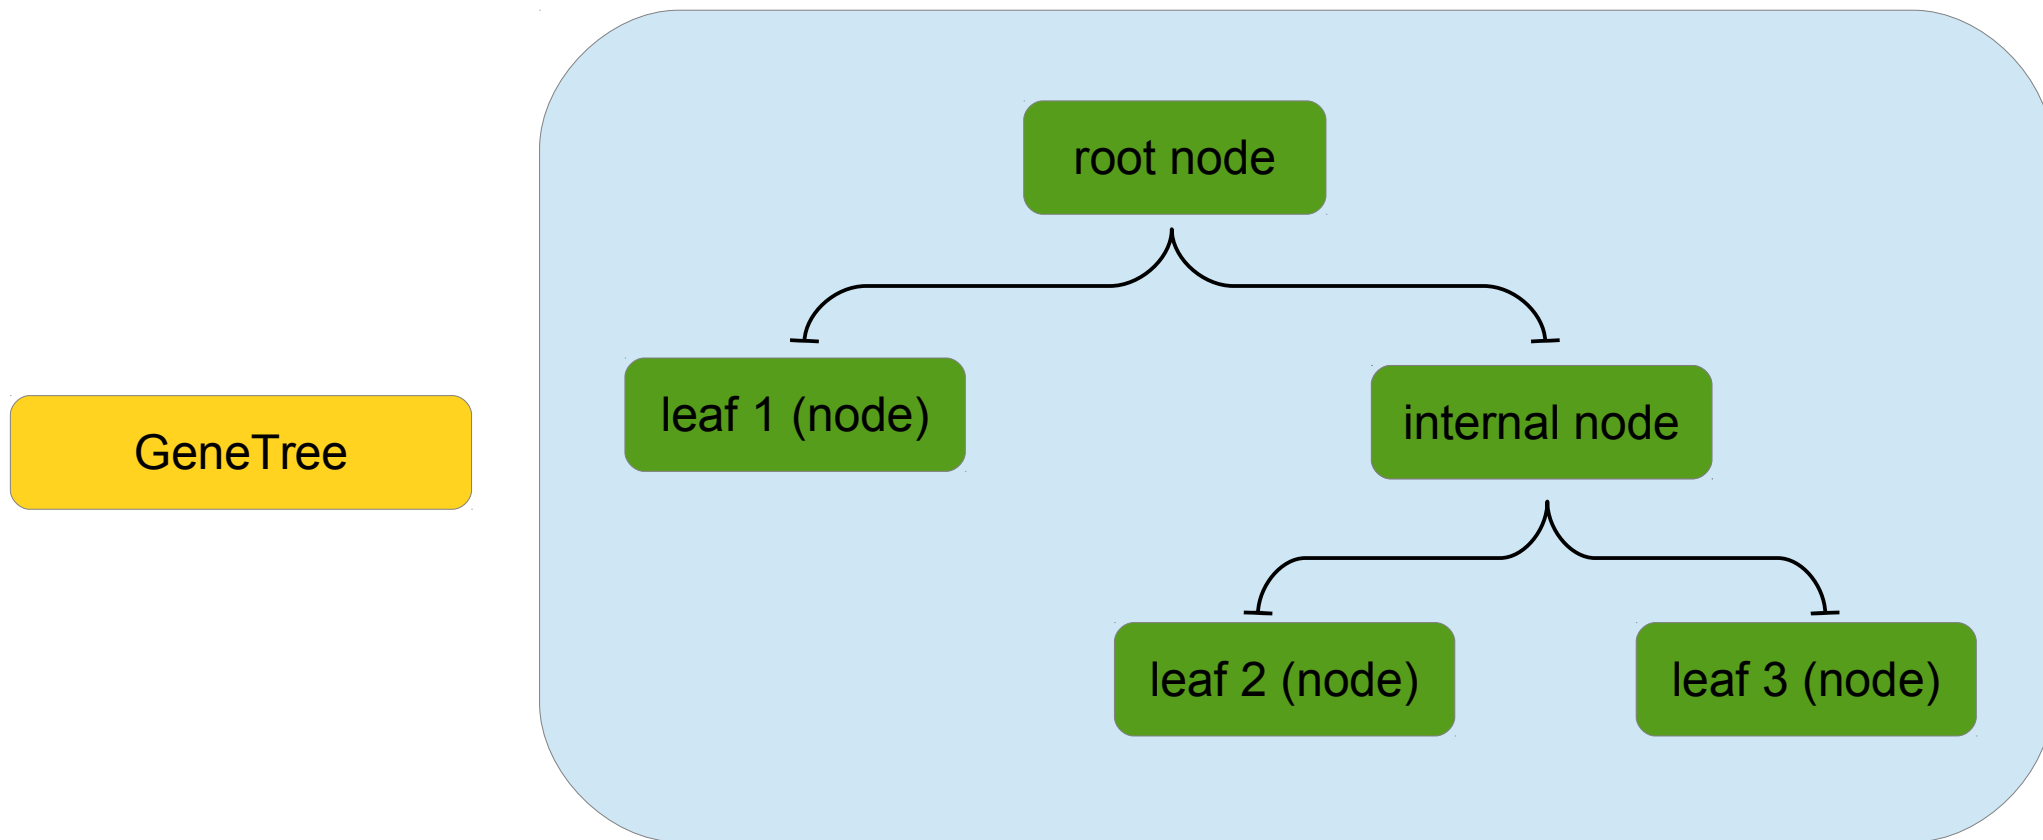 root node
leaf 1 (node)
internal node
GeneTree
leaf 2 (node)
leaf 3 (node)